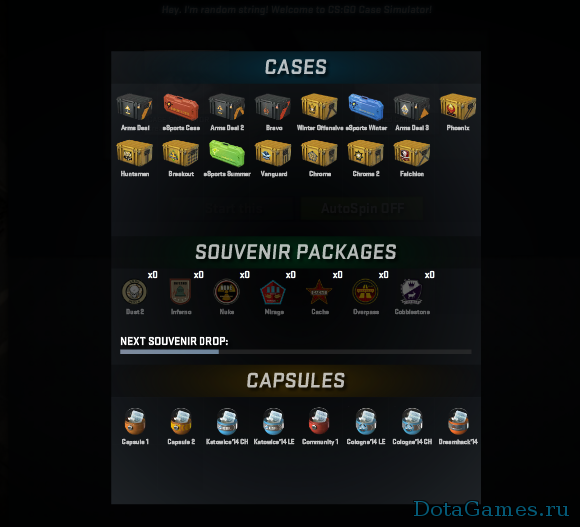 Hey, I'm random string! Welcome to CS:GO Case Simulator!
CASES
Arms Deal eSports Case Arms Deal 2 Bravo Winter Offensive eSports Winter Arms Deal 3 Phoenix
Huntsman Breakout eSports Summer Vanguard Chroma Chroma 2 Falchion
AutoSpin OFF
SOUVENIR PACKAGES
x0 x0 x0 x0 x0 x0 x0
Dust 2 Inferno Nuke Mirage Cache Overpass Cobblestone
NEXT SOUVENIR DROP:
CAPSULES
Capsule 1 Capsule 2 Katowice'14 CH Katowice'14 LE Community 1 Cologne'14 LE Cologne'14 CH Dreamhack'14
DotaGames.ru